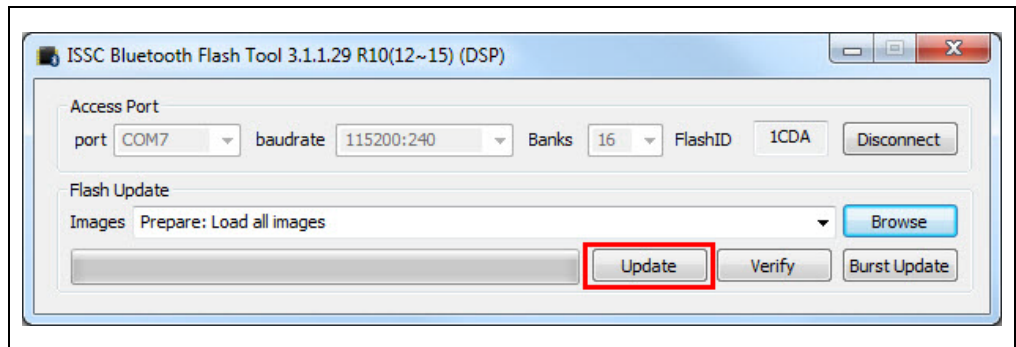 ISSC Bluetooth Flash Tool 3.1.1.29 R10(12~15) (DSP)
Access Port
port COM7 baudrate 115200:240 Banks 16 FlashID 1CDA Disconnect
Flash Update
Images Prepare: Load all images Browse
Update Verify Burst Update